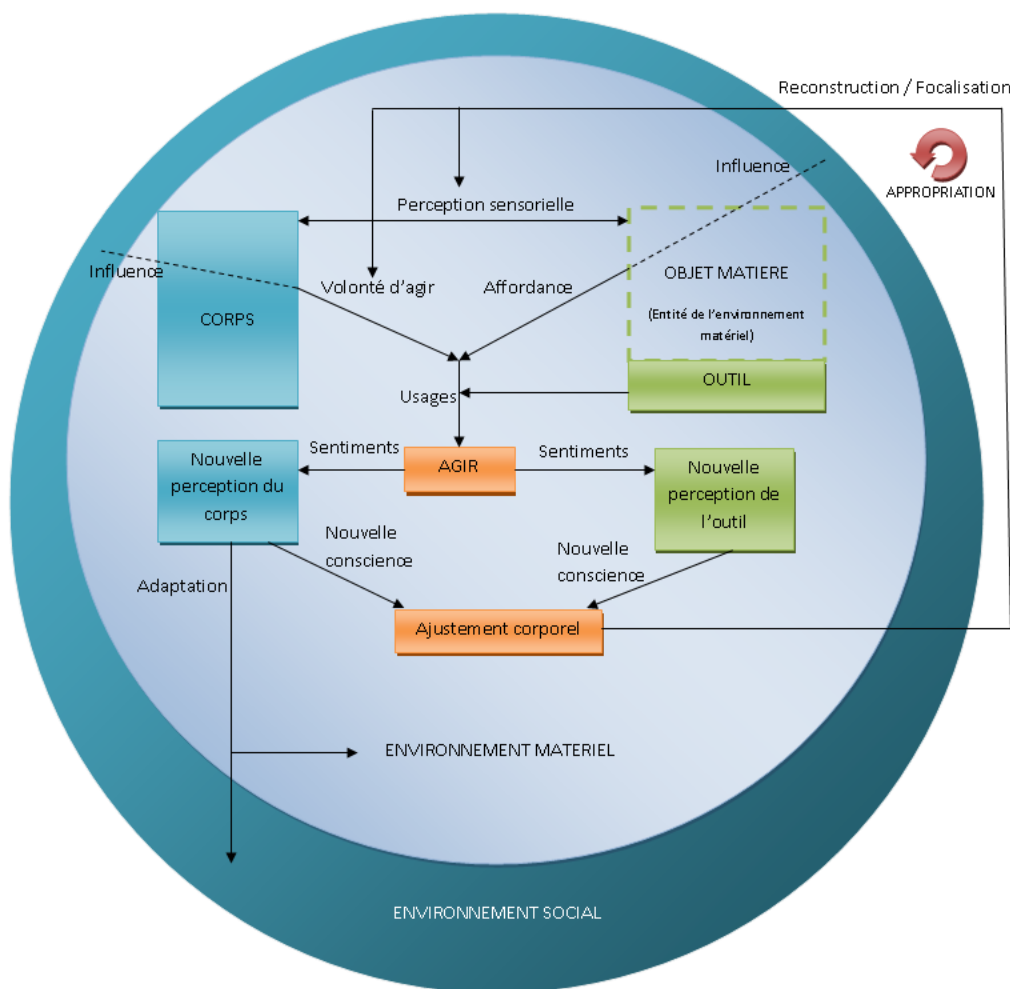 Reconstruction / Focalisation
APPROPRIATION
Influence
Perception sensorielle
Influence
CORPS
Volonté d'agir
Affordance
OBJET MATIERE
(Entité de l'environnement
matériel)
OUTIL
Usages
Sentiments
AGIR
Sentiments
Nouvelle
perception du
corps
Nouvelle
perception de
l'outil
Nouvelle
conscience
Nouvelle
conscience
Adaptation
Ajustement corporel
ENVIRONNEMENT MATERIEL
ENVIRONNEMENT SOCIAL